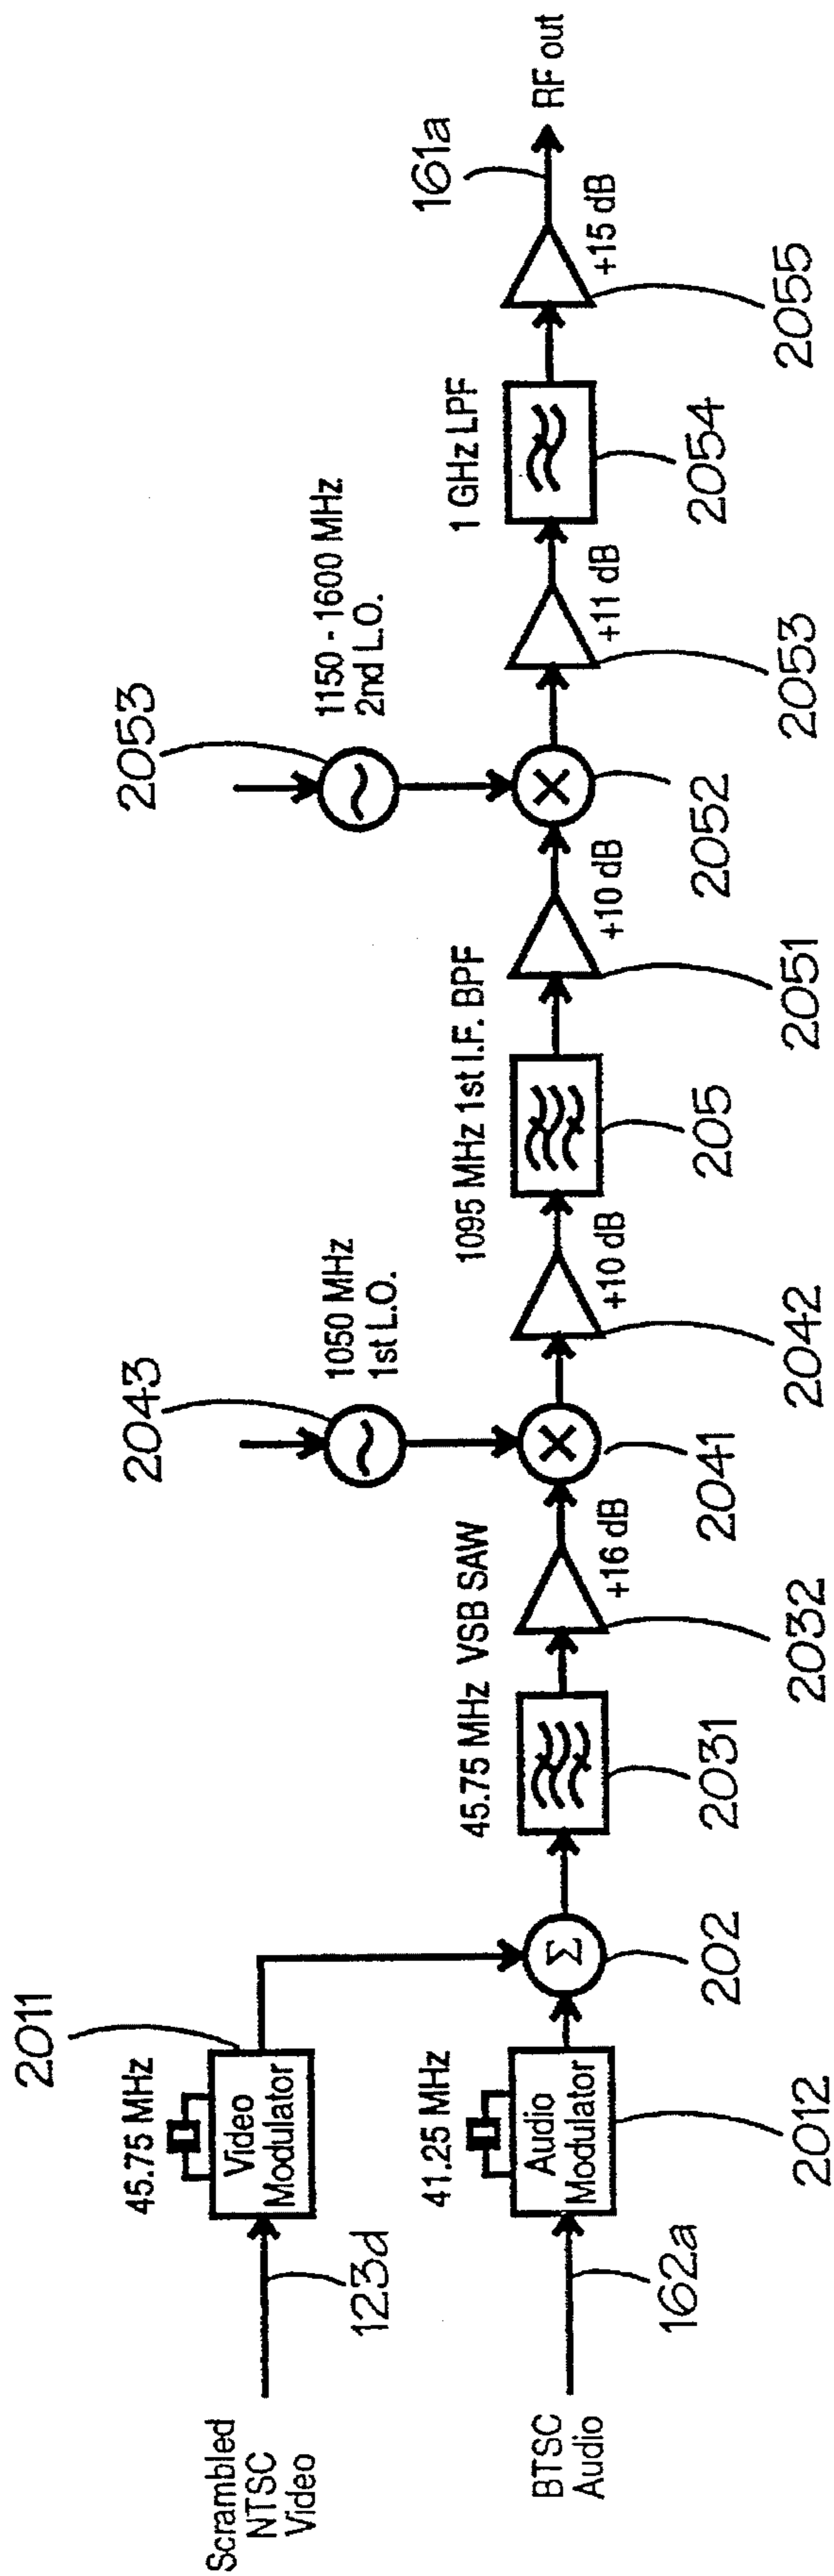 Scrambled
NTSC
Video
123d
45.75 MHz
Video
Modulator
2011
BTSC
Audio
162a
41.25 MHz
Audio
Modulator
2012
Σ
202
45.75 MHz VSB SAW
2031
+16 dB
2032
2043
1050 MHz
1st L.O.
2041
+10 dB
2042
1095 MHz 1st I.F. BPF
205
+10 dB
2051
2053
1150 - 1600 MHz
2nd L.O.
2052
+11 dB
2053
1 GHz LPF
2054
+15 dB
2055
161a
RF out